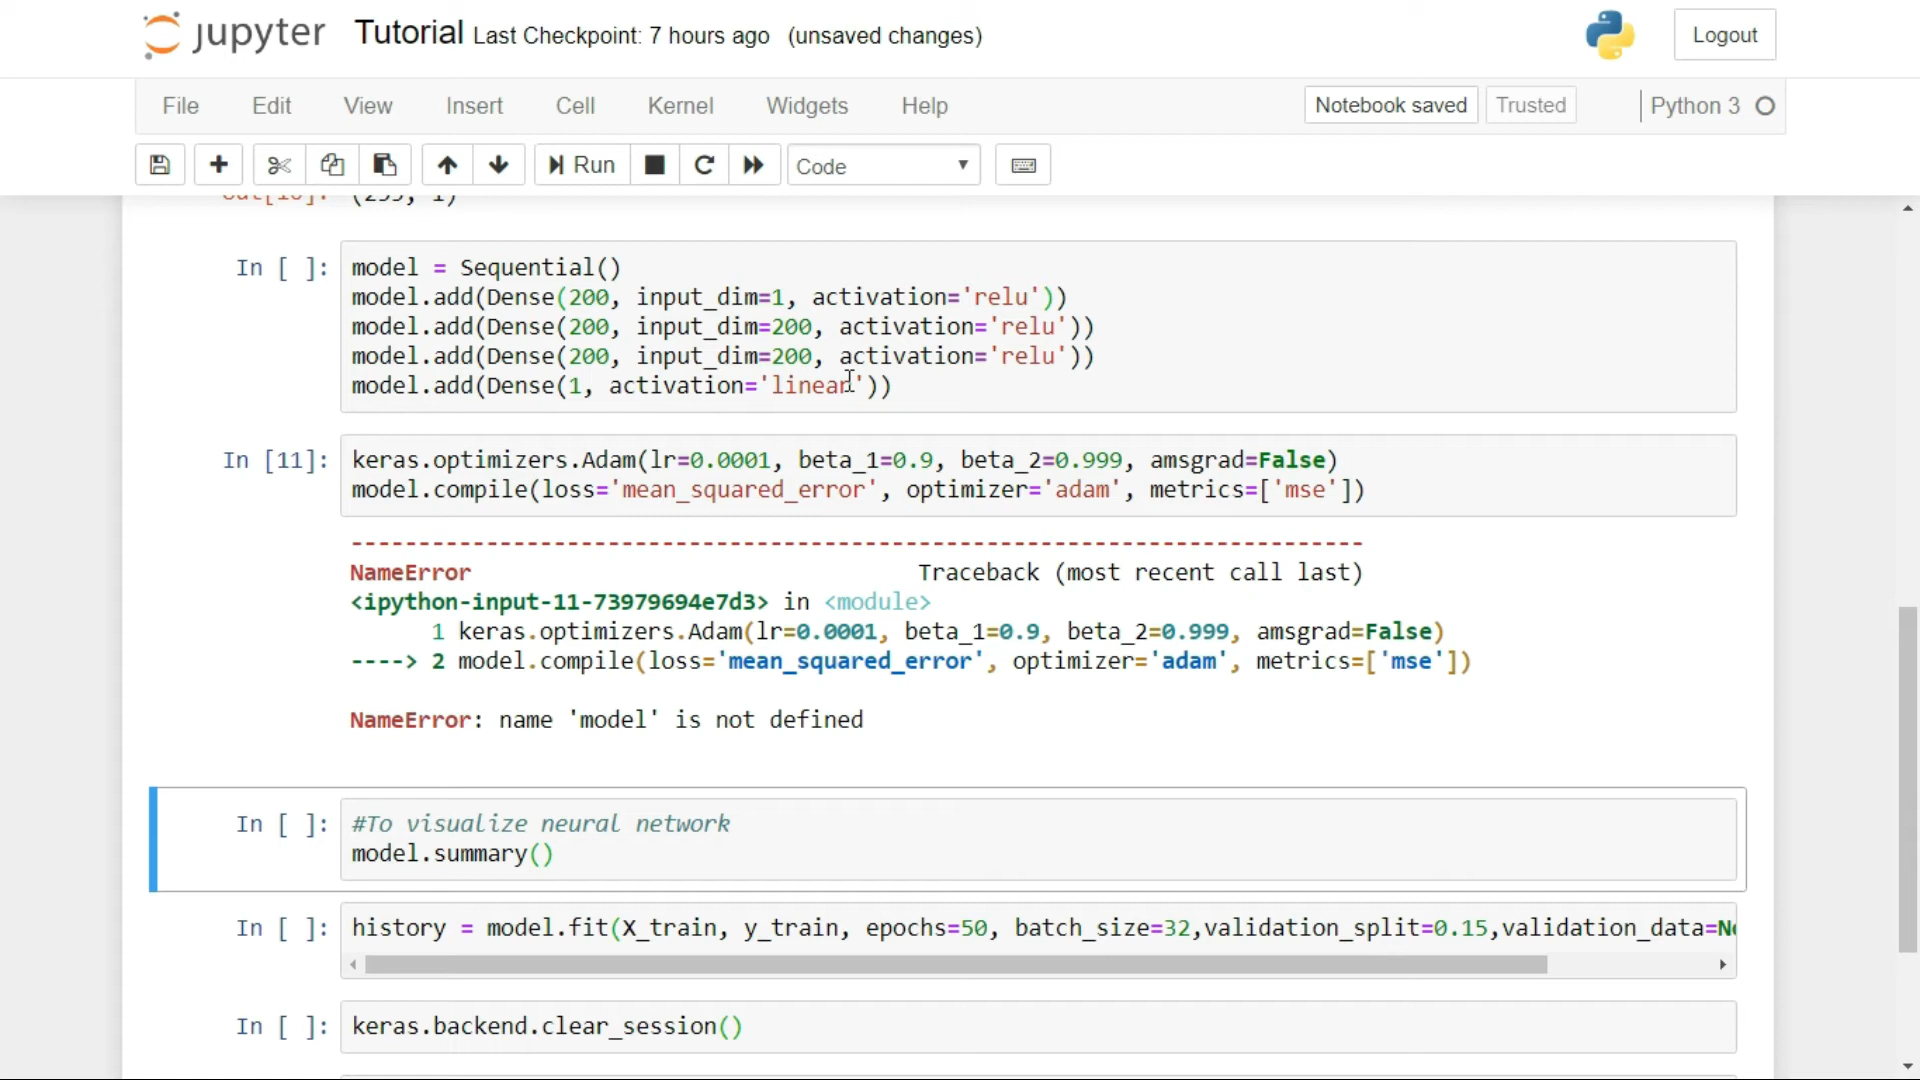 jupyter Tutorial Last Checkpoint: 7 hours ago (unsaved changes) Logout
File Edit View Insert Cell Kernel Widgets Help Notebook saved Trusted Python 3
Run Code
Out[10]: (255, 1)
In [ ]: model = Sequential()
model.add(Dense(200, input_dim=1, activation='relu'))
model.add(Dense(200, input_dim=200, activation='relu'))
model.add(Dense(200, input_dim=200, activation='relu'))
model.add(Dense(1, activation='linear'))
In [11]: keras.optimizers.Adam(lr=0.0001, beta_1=0.9, beta_2=0.999, amsgrad=False)
model.compile(loss='mean_squared_error', optimizer='adam', metrics=['mse'])
---------------------------------------------------------------------------
NameError Traceback (most recent call last)
<ipython-input-11-73979694e7d3> in <module>
1 keras.optimizers.Adam(lr=0.0001, beta_1=0.9, beta_2=0.999, amsgrad=False)
----> 2 model.compile(loss='mean_squared_error', optimizer='adam', metrics=['mse'])
NameError: name 'model' is not defined
In [ ]: #To visualize neural network
model.summary()
In [ ]: history = model.fit(X_train, y_train, epochs=50, batch_size=32,validation_split=0.15,validation_data=
In [ ]: keras.backend.clear_session()